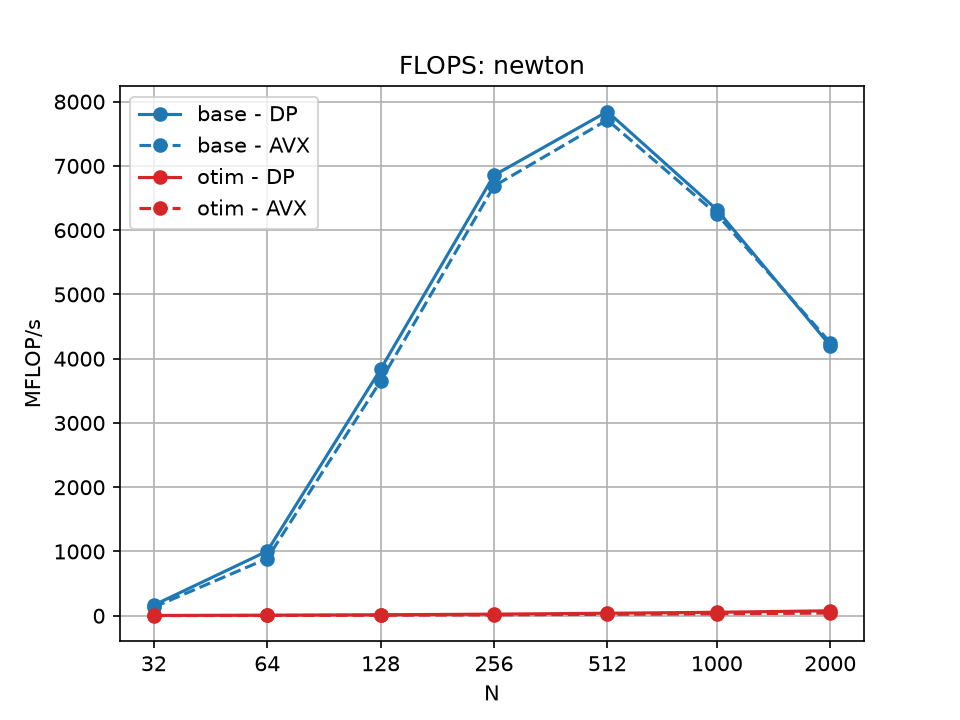 FLOPS: newton
base - DP
base - AVX
otim - DP
otim - AVX
MFLOP/s
8000
7000
6000
5000
4000
3000
2000
1000
0
32 64 128 256 512 1000 2000
N